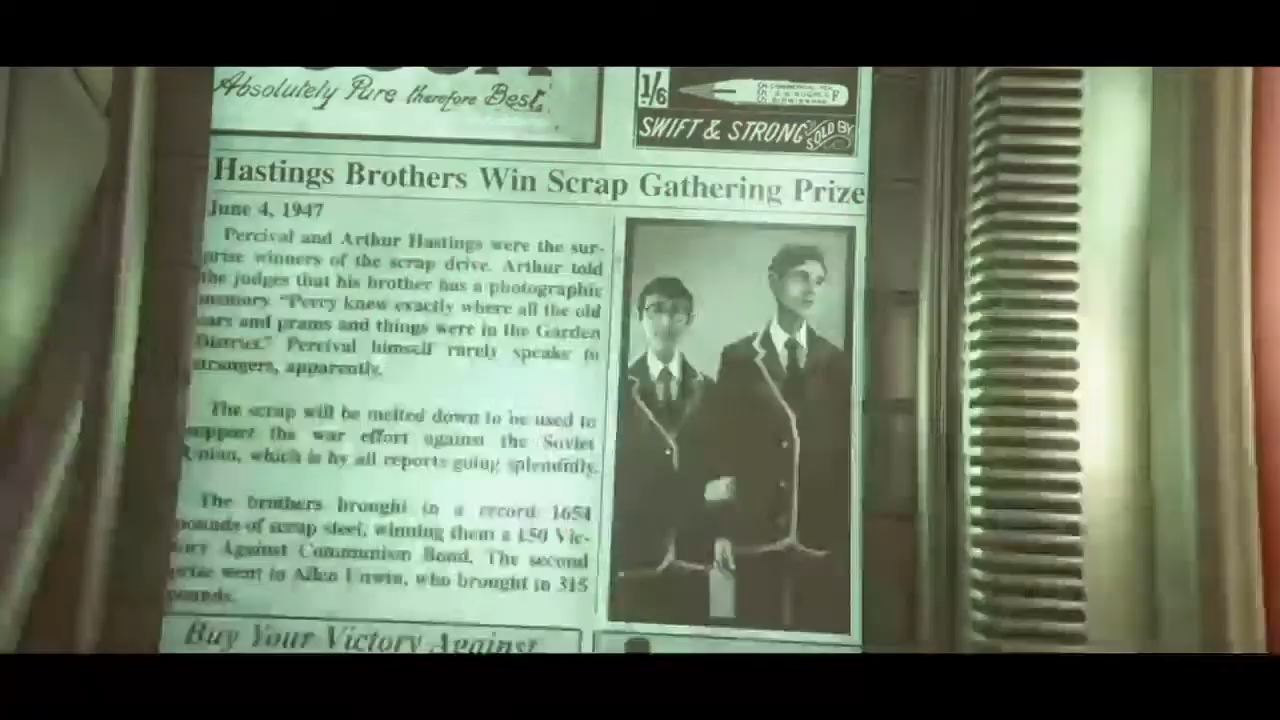 Absolutely Pure therefore Best.
1/6
SWIFT & STRONG SOLD BY
Hastings Brothers Win Scrap Gathering Prize
June 4, 1947
Percival and Arthur Hastings were the sur-
prise winners of the scrap drive. Arthur told
the judges that his brother has a photographic
memory. "Percy knew exactly where all the old
cars and prams and things were in the Garden
District." Percival himself rarely speaks to
strangers, apparently.
The scrap will be melted down to be used to
support the war effort against the Soviet
Union, which is by all reports going splendidly.
The brothers brought in a record 1654
pounds of scrap steel, winning them a £50 Vic-
tory Against Communism Bond. The second
prize went to Allen Unwin, who brought in 315
pounds.
Buy Your Victory Against